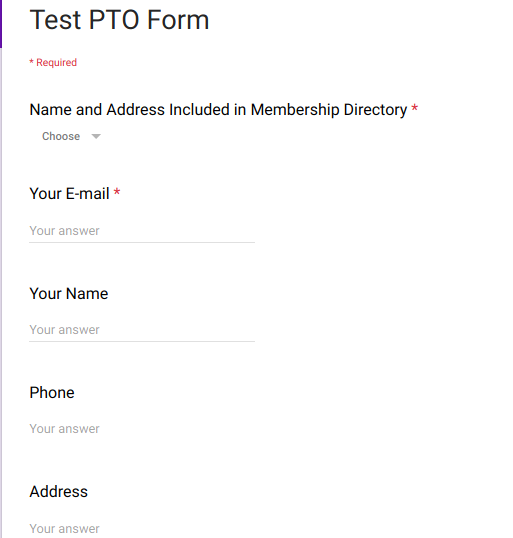 Test PTO Form
* Required
Name and Address Included in Membership Directory *
Choose
Your E-mail *
Your answer
Your Name
Your answer
Phone
Your answer
Address
Your answer